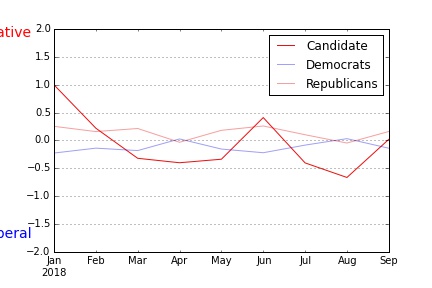 2.0
ative
1.5
1.0
0.5
0.0
−0.5
−1.0
−1.5
beral
−2.0
Candidate
Democrats
Republicans
Jan Feb Mar Apr May Jun Jul Aug Sep
2018